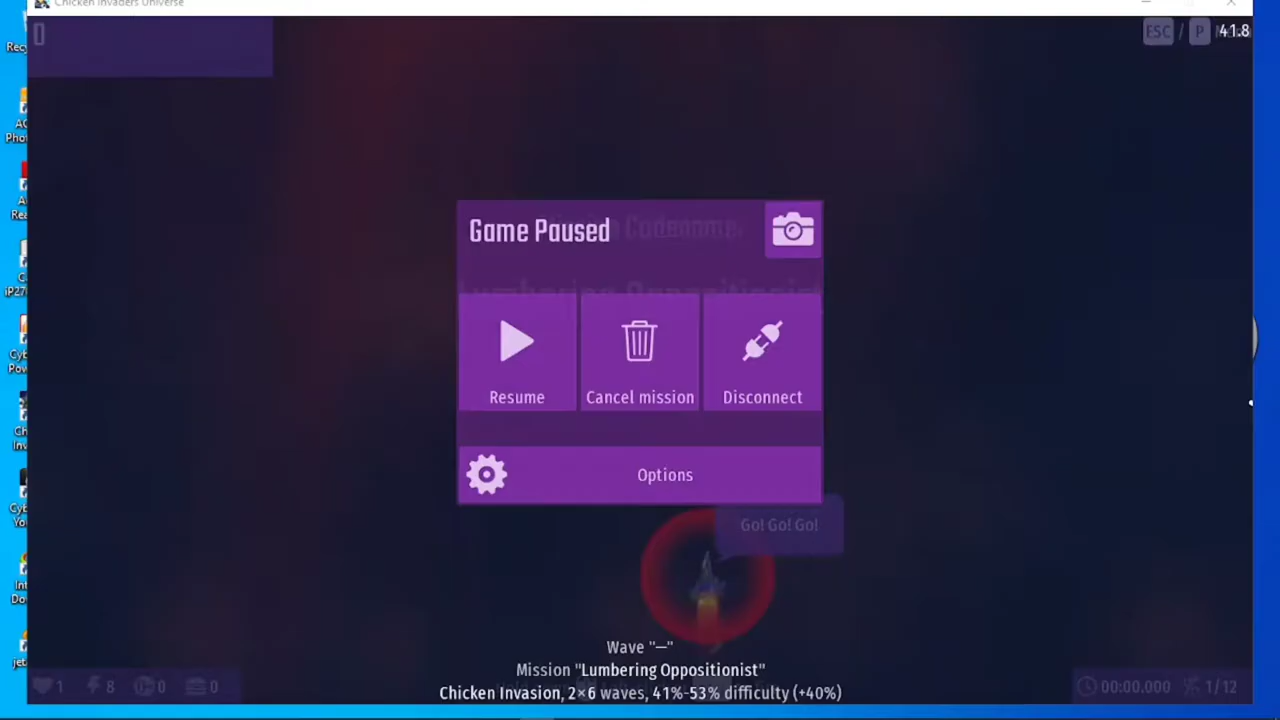 Chicken Invaders Universe
0
ESC / P
41.8
Game Paused
Codename
Resume
Cancel mission
Disconnect
Options
Go! Go! Go!
Wave "—"
Mission "Lumbering Oppositionist"
Chicken Invasion, 2×6 waves, 41%-53% difficulty (+40%)
1 8 0 0
00:00.000 1/12